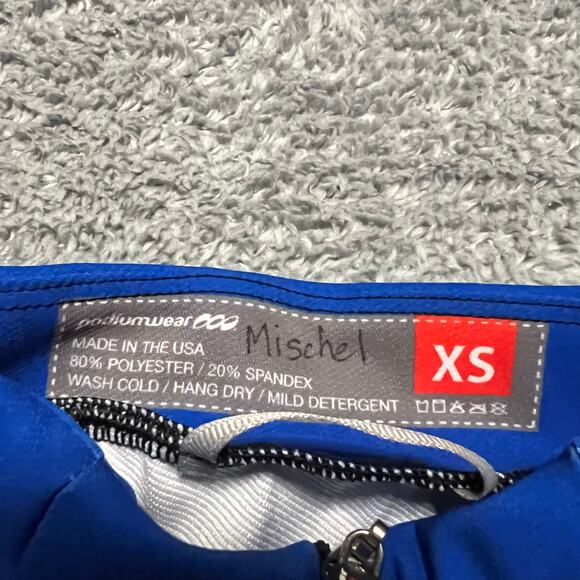 podiumwear
Mischel
MADE IN THE USA
80% POLYESTER / 20% SPANDEX
WASH COLD / HANG DRY / MILD DETERGENT
XS